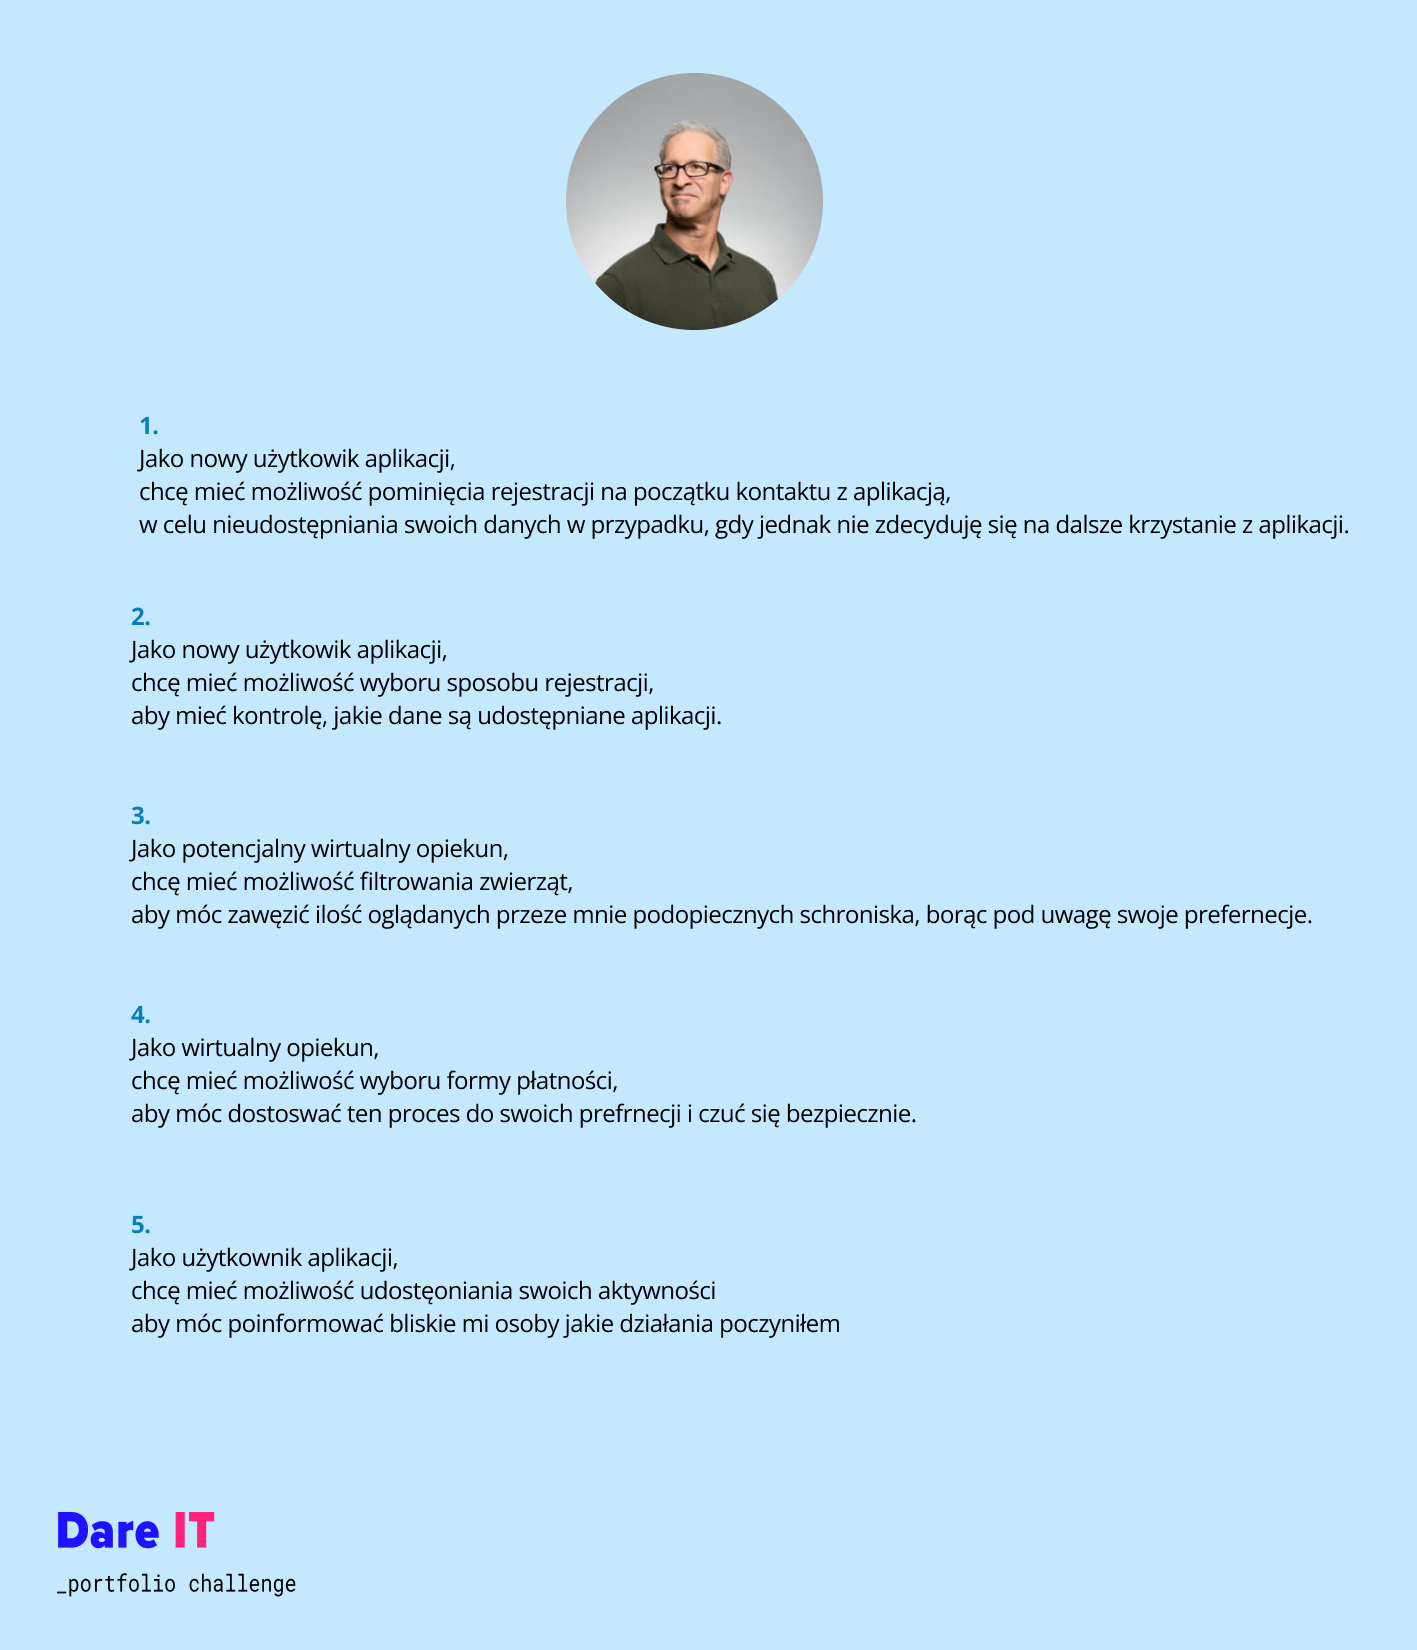 1.
Jako nowy użytkowik aplikacji,
chcę mieć możliwość pominięcia rejestracji na początku kontaktu z aplikacją,
w celu nieudostępniania swoich danych w przypadku, gdy jednak nie zdecyduję się na dalsze krzystanie z aplikacji.
2.
Jako nowy użytkowik aplikacji,
chcę mieć możliwość wyboru sposobu rejestracji,
aby mieć kontrolę, jakie dane są udostępniane aplikacji.
3.
Jako potencjalny wirtualny opiekun,
chcę mieć możliwość filtrowania zwierząt,
aby móc zawęzić ilość oglądanych przeze mnie podopiecznych schroniska, borąc pod uwagę swoje prefernecje.
4.
Jako wirtualny opiekun,
chcę mieć możliwość wyboru formy płatności,
aby móc dostoswać ten proces do swoich prefrnecji i czuć się bezpiecznie.
5.
Jako użytkownik aplikacji,
chcę mieć możliwość udostęoniania swoich aktywności
aby móc poinformować bliskie mi osoby jakie działania poczyniłem
Dare IT
_portfolio challenge